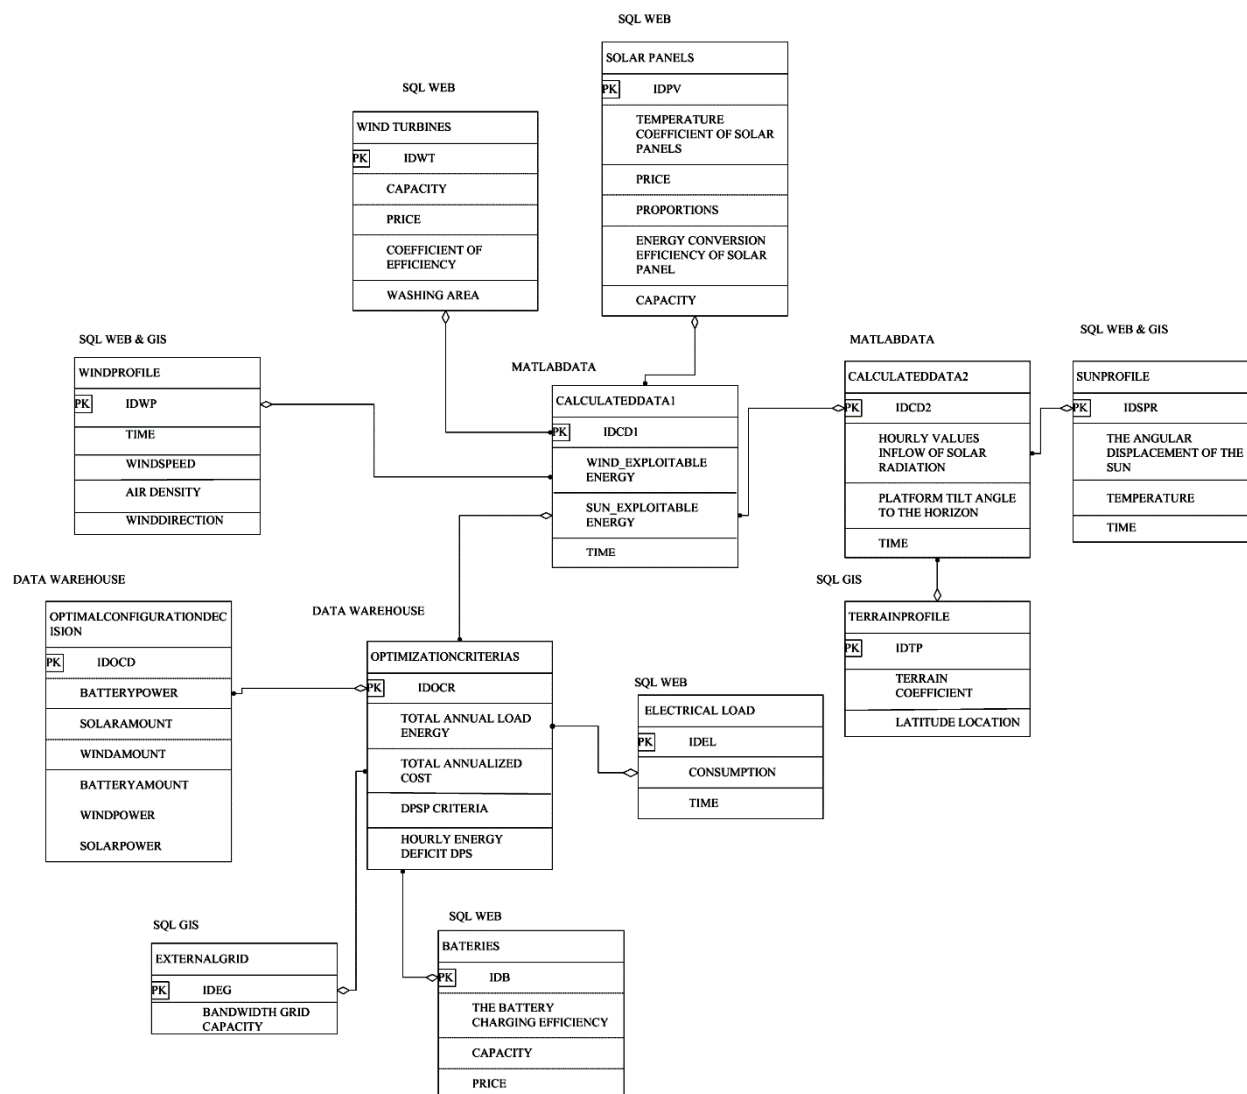 SQL WEB
SOLAR PANELS
PK IDPV
TEMPERATURE
COEFFICIENT OF SOLAR
PANELS
PRICE
PROPORTIONS
ENERGY CONVERSION
EFFICIENCY OF SOLAR
PANEL
CAPACITY
SQL WEB
WIND TURBINES
PK IDWT
CAPACITY
PRICE
COEFFICIENT OF
EFFICIENCY
WASHING AREA
SQL WEB & GIS
WINDPROFILE
PK IDWP
TIME
WINDSPEED
AIR DENSITY
WINDDIRECTION
MATLABDATA
CALCULATEDDATA1
PK IDCD1
WIND_EXPLOITABLE
ENERGY
SUN_EXPLOITABLE
ENERGY
TIME
MATLABDATA
CALCULATEDDATA2
PK IDCD2
HOURLY VALUES
INFLOW OF SOLAR
RADIATION
PLATFORM TILT ANGLE
TO THE HORIZON
TIME
SQL WEB & GIS
SUNPROFILE
PK IDSPR
THE ANGULAR
DISPLACEMENT OF THE
SUN
TEMPERATURE
TIME
SQL GIS
TERRAINPROFILE
PK IDTP
TERRAIN
COEFFICIENT
LATITUDE LOCATION
DATA WAREHOUSE
OPTIMALCONFIGURATIONDEC
ISION
PK IDOCD
BATTERYPOWER
SOLARAMOUNT
WINDAMOUNT
BATTERYAMOUNT
WINDPOWER
SOLARPOWER
DATA WAREHOUSE
OPTIMIZATIONCRITERIAS
PK IDOCR
TOTAL ANNUAL LOAD
ENERGY
TOTAL ANNUALIZED
COST
DPSP CRITERIA
HOURLY ENERGY
DEFICIT DPS
SQL WEB
ELECTRICAL LOAD
PK IDEL
CONSUMPTION
TIME
SQL GIS
EXTERNALGRID
PK IDEG
BANDWIDTH GRID
CAPACITY
SQL WEB
BATERIES
PK IDB
THE BATTERY
CHARGING EFFICIENCY
CAPACITY
PRICE